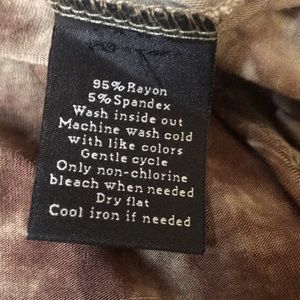 95% Rayon
5% Spandex
Wash inside out
Machine wash cold
with like colors
Gentle cycle
Only non-chlorine
bleach when needed
Dry flat
Cool iron if needed